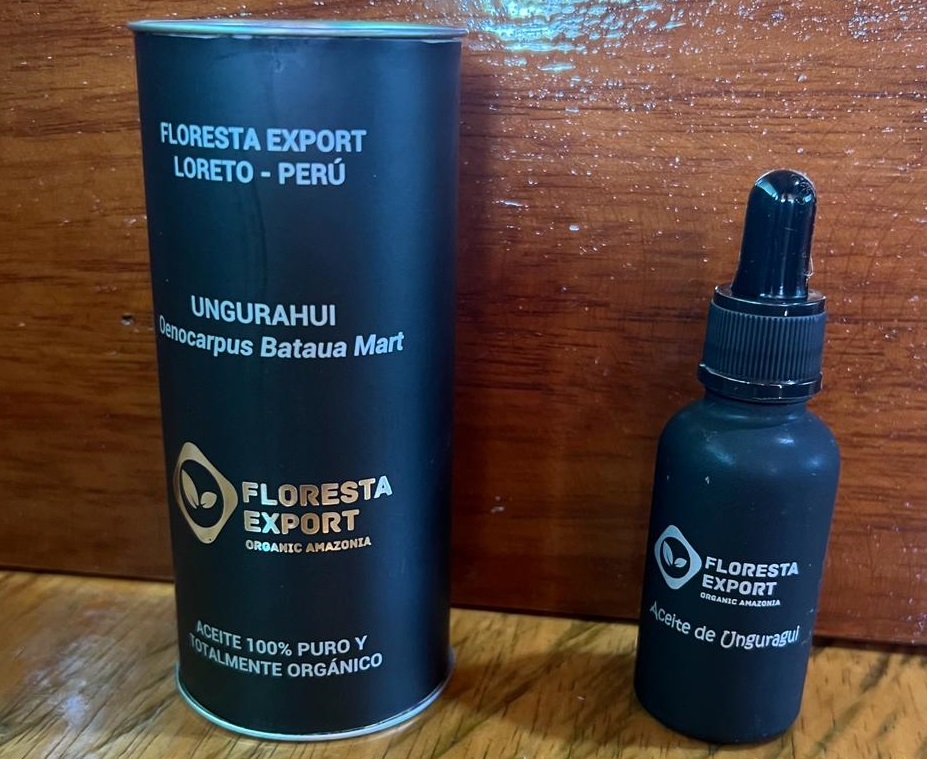 FLORESTA EXPORT
LORETO - PERÚ
UNGURAHUI
Oenocarpus Bataua Mart
FLORESTA
EXPORT
ORGANIC AMAZONIA
ACEITE 100% PURO Y
TOTALMENTE ORGÁNICO
FLORESTA
EXPORT
ORGANIC AMAZONIA
Aceite de Unguragui